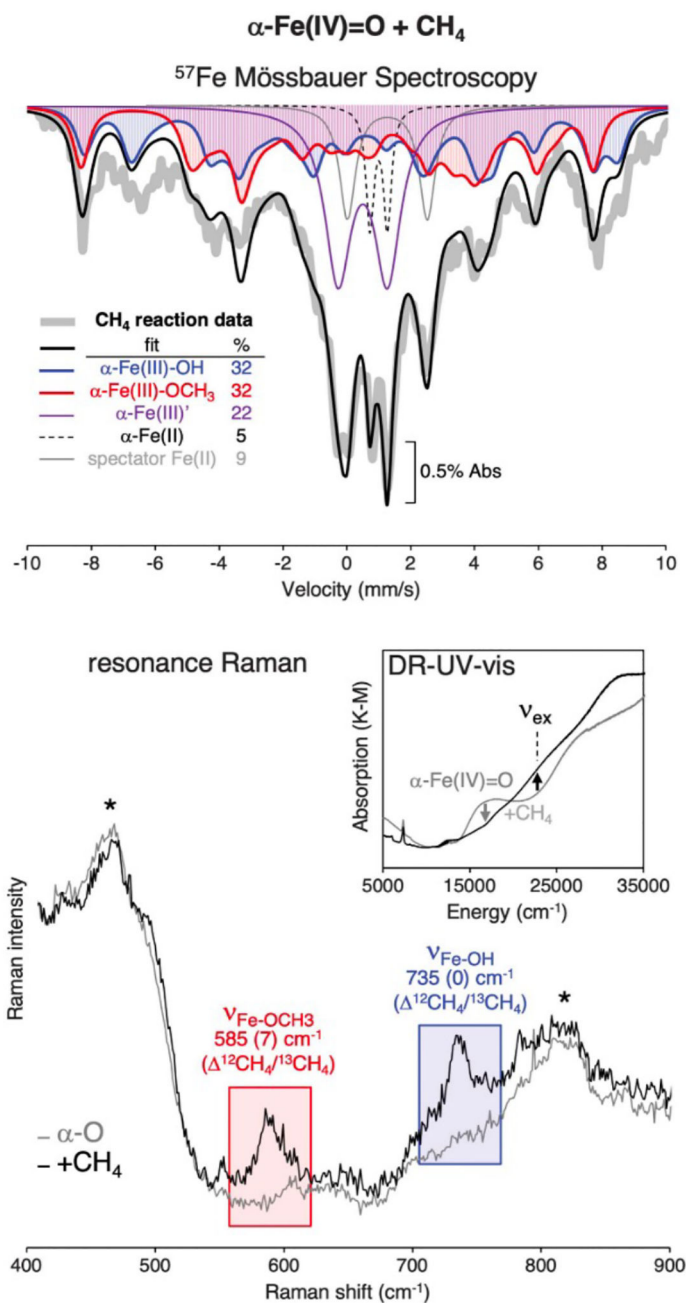 α-Fe(IV)=O + CH₄
⁵⁷Fe Mössbauer Spectroscopy
CH₄ reaction data
fit %
α-Fe(III)-OH 32
α-Fe(III)-OCH₃ 32
α-Fe(III)' 22
α-Fe(II) 5
spectator Fe(II) 9
0.5% Abs
-10 -8 -6 -4 -2 0 2 4 6 8 10
Velocity (mm/s)
resonance Raman
DR-UV-vis
Absorption (K-M)
νex
α-Fe(IV)=O
+CH₄
5000 15000 25000 35000
Energy (cm⁻¹)
Raman intensity
*
νFe-OCH3
585 (7) cm⁻¹
(Δ¹²CH₄/¹³CH₄)
νFe-OH
735 (0) cm⁻¹
(Δ¹²CH₄/¹³CH₄)
*
– α-O
– +CH₄
400 500 600 700 800 900
Raman shift (cm⁻¹)